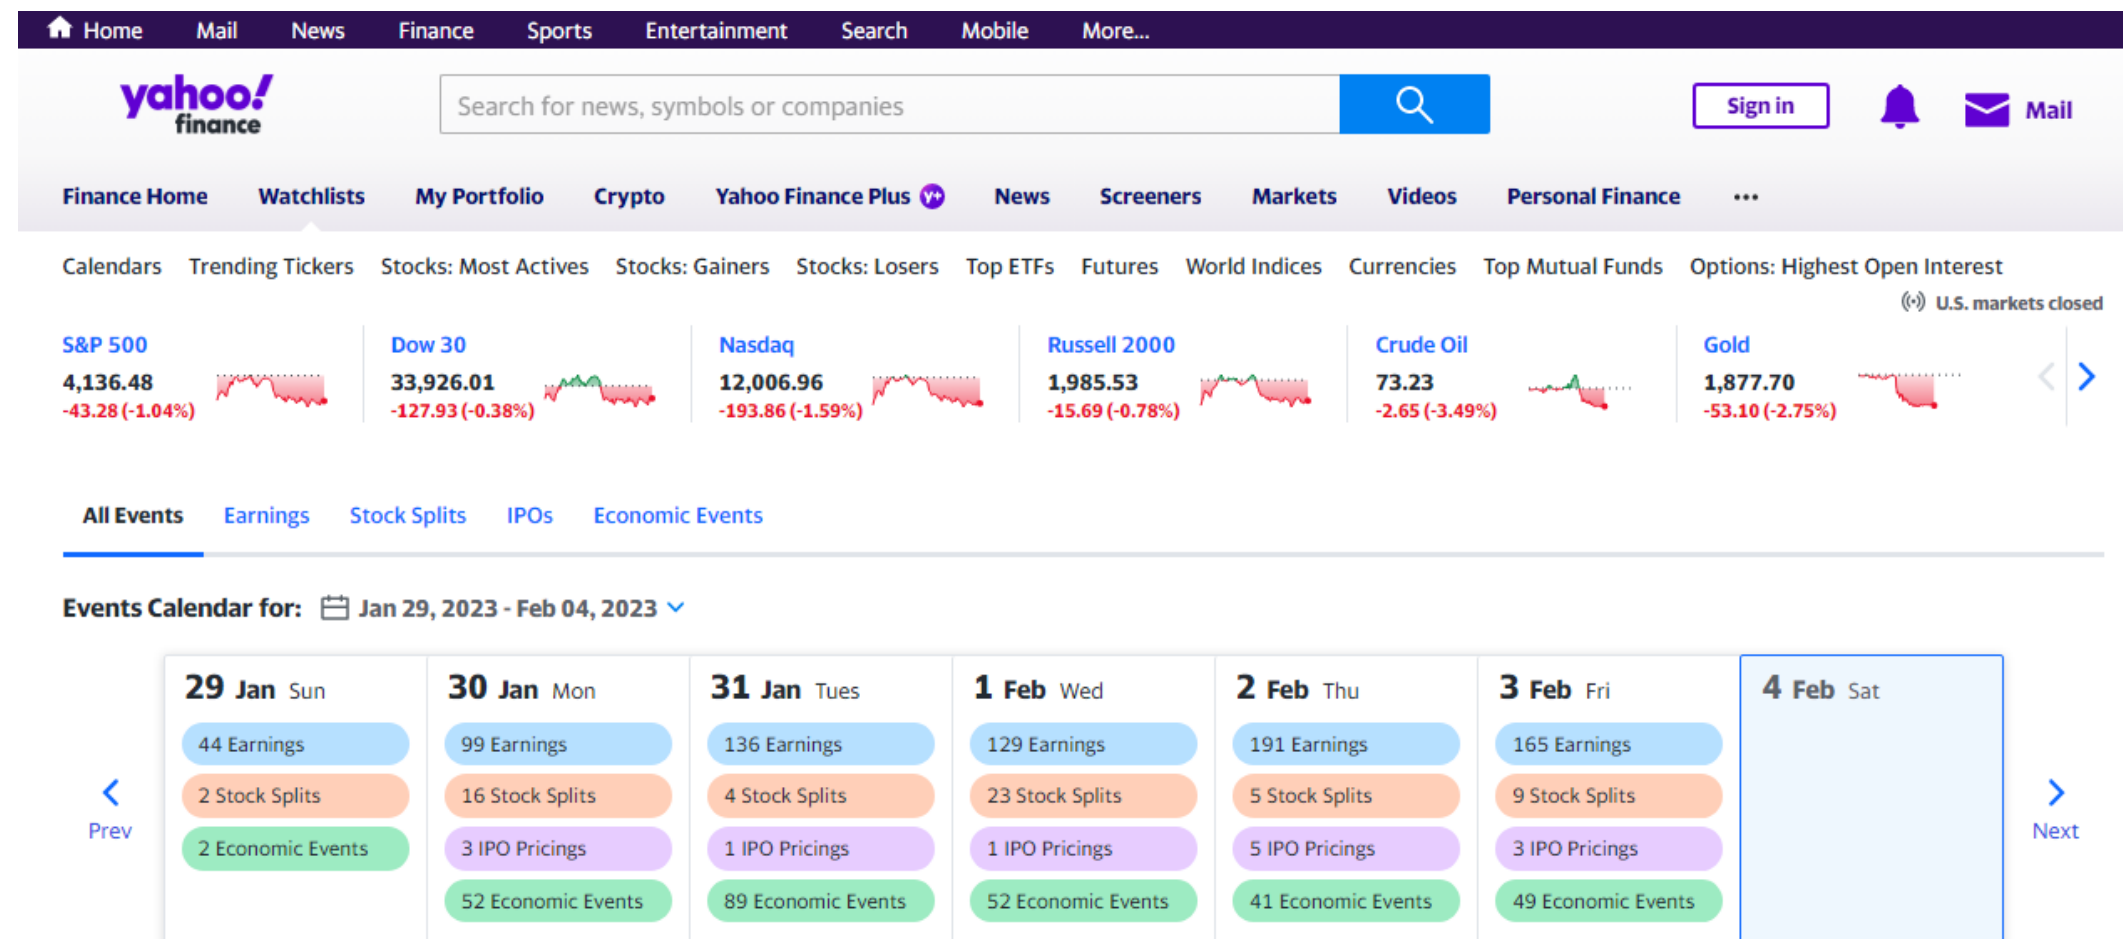 Home Mail News Finance Sports Entertainment Search Mobile More...
yahoo!
finance
Search for news, symbols or companies
Sign in
Mail
Finance Home Watchlists My Portfolio Crypto Yahoo Finance Plus Y+ News Screeners Markets Videos Personal Finance ...
Calendars Trending Tickers Stocks: Most Actives Stocks: Gainers Stocks: Losers Top ETFs Futures World Indices Currencies Top Mutual Funds Options: Highest Open Interest
U.S. markets closed
S&P 500
4,136.48
-43.28 (-1.04%)
Dow 30
33,926.01
-127.93 (-0.38%)
Nasdaq
12,006.96
-193.86 (-1.59%)
Russell 2000
1,985.53
-15.69 (-0.78%)
Crude Oil
73.23
-2.65 (-3.49%)
Gold
1,877.70
-53.10 (-2.75%)
All Events Earnings Stock Splits IPOs Economic Events
Events Calendar for: Jan 29, 2023 - Feb 04, 2023
Prev
29 Jan Sun
44 Earnings
2 Stock Splits
2 Economic Events
30 Jan Mon
99 Earnings
16 Stock Splits
3 IPO Pricings
52 Economic Events
31 Jan Tues
136 Earnings
4 Stock Splits
1 IPO Pricings
89 Economic Events
1 Feb Wed
129 Earnings
23 Stock Splits
1 IPO Pricings
52 Economic Events
2 Feb Thu
191 Earnings
5 Stock Splits
5 IPO Pricings
41 Economic Events
3 Feb Fri
165 Earnings
9 Stock Splits
3 IPO Pricings
49 Economic Events
4 Feb Sat
Next